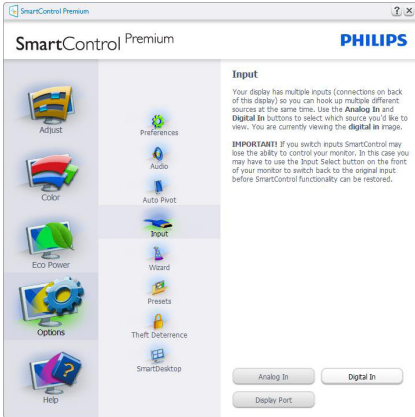 SmartControl Premium
SmartControl Premium
PHILIPS
Adjust
Color
Eco Power
Options
Help
Preferences
Audio
Auto Pivot
Input
Wizard
Presets
Theft Deterrence
SmartDesktop
Input
Your display has multiple inputs (connections on back
of this display) so you can hook up multiple different
sources at the same time. Use the Analog In and
Digital In buttons to select which source you'd like to
view. You are currently viewing the digital in image.
IMPORTANT! If you switch inputs SmartControl may
lose the ability to control your monitor. In this case you
may have to use the Input Select button on the front
of your monitor to switch back to the original input
before SmartControl functionality can be restored.
Analog In
Digital In
Display Port